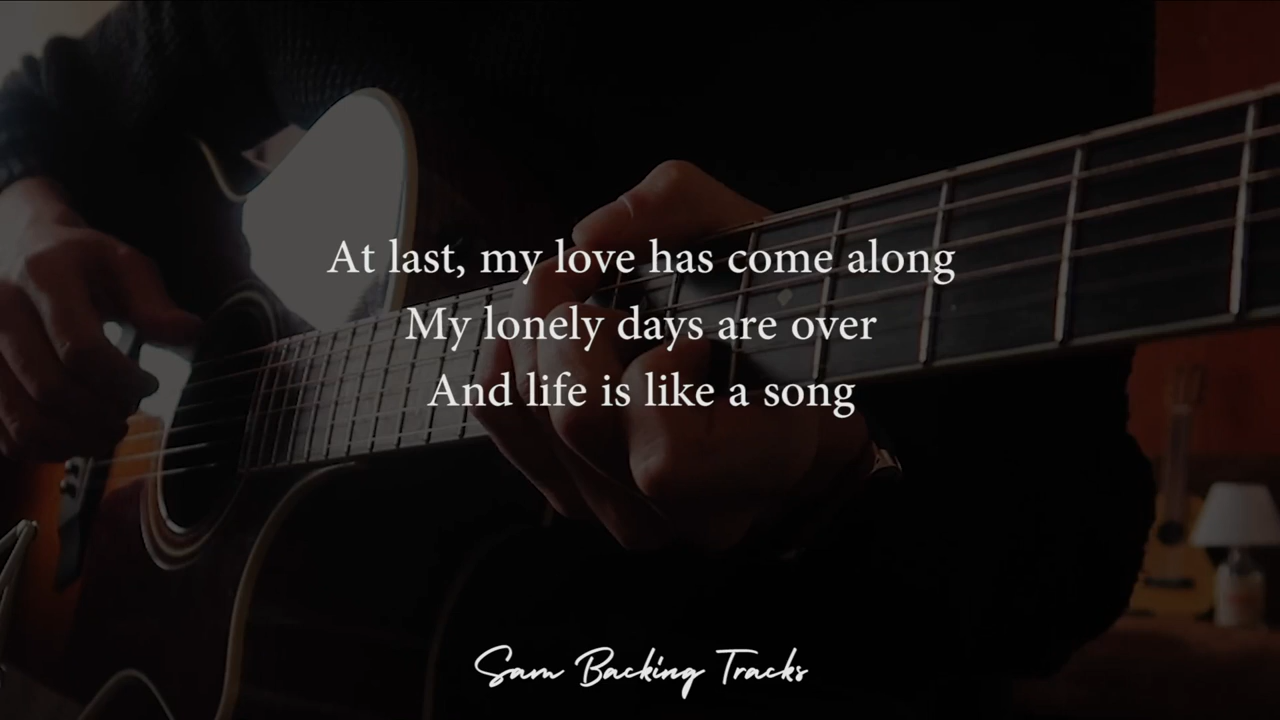 At last, my love has come along
My lonely days are over
And life is like a song
Sam Backing Tracks